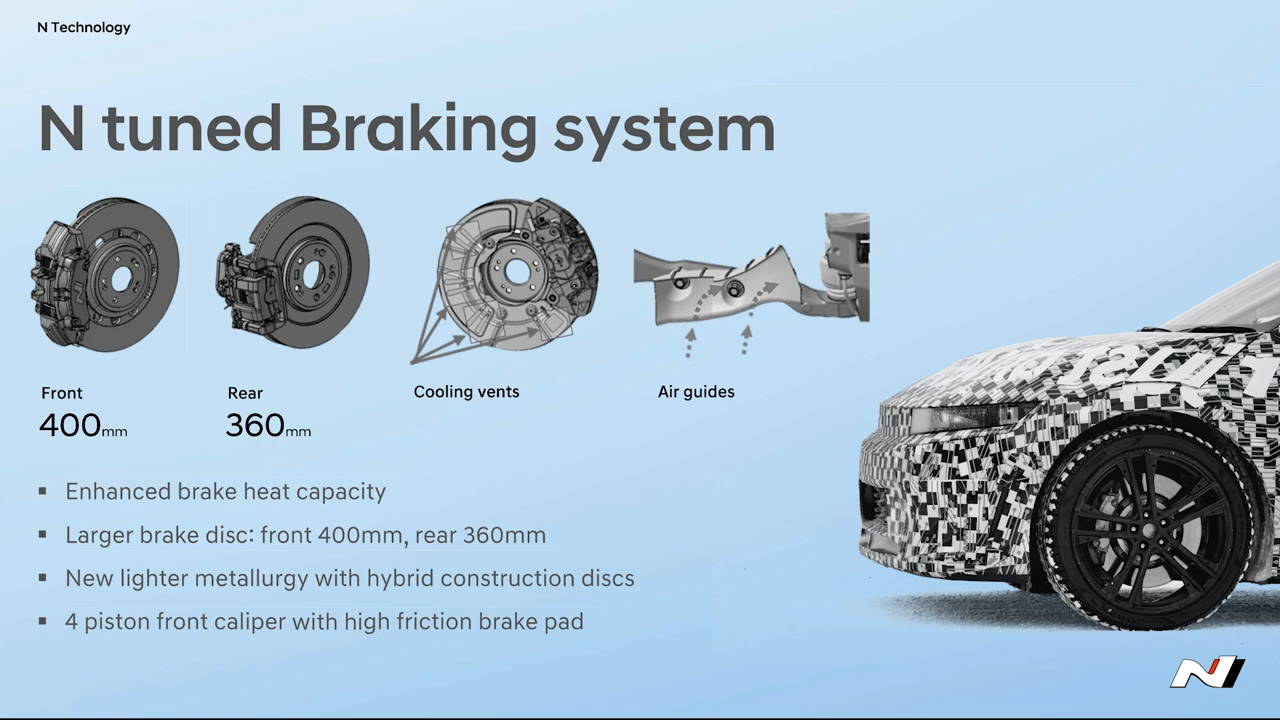 N Technology
N tuned Braking system
Front
400mm
Rear
360mm
Cooling vents
Air guides
▪ Enhanced brake heat capacity
▪ Larger brake disc: front 400mm, rear 360mm
▪ New lighter metallurgy with hybrid construction discs
▪ 4 piston front caliper with high friction brake pad
N